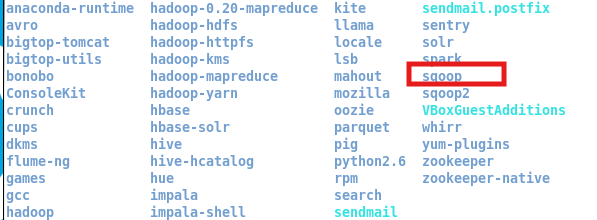 anaconda-runtime hadoop-0.20-mapreduce kite sendmail.postfix
avro hadoop-hdfs llama sentry
bigtop-tomcat hadoop-httpfs locale solr
bigtop-utils hadoop-kms lsb spark
bonobo hadoop-mapreduce mahout sqoop
ConsoleKit hadoop-yarn mozilla sqoop2
crunch hbase oozie VBoxGuestAdditions
cups hbase-solr parquet whirr
dkms hive pig yum-plugins
flume-ng hive-hcatalog python2.6 zookeeper
games hue rpm zookeeper-native
gcc impala search
hadoop impala-shell sendmail